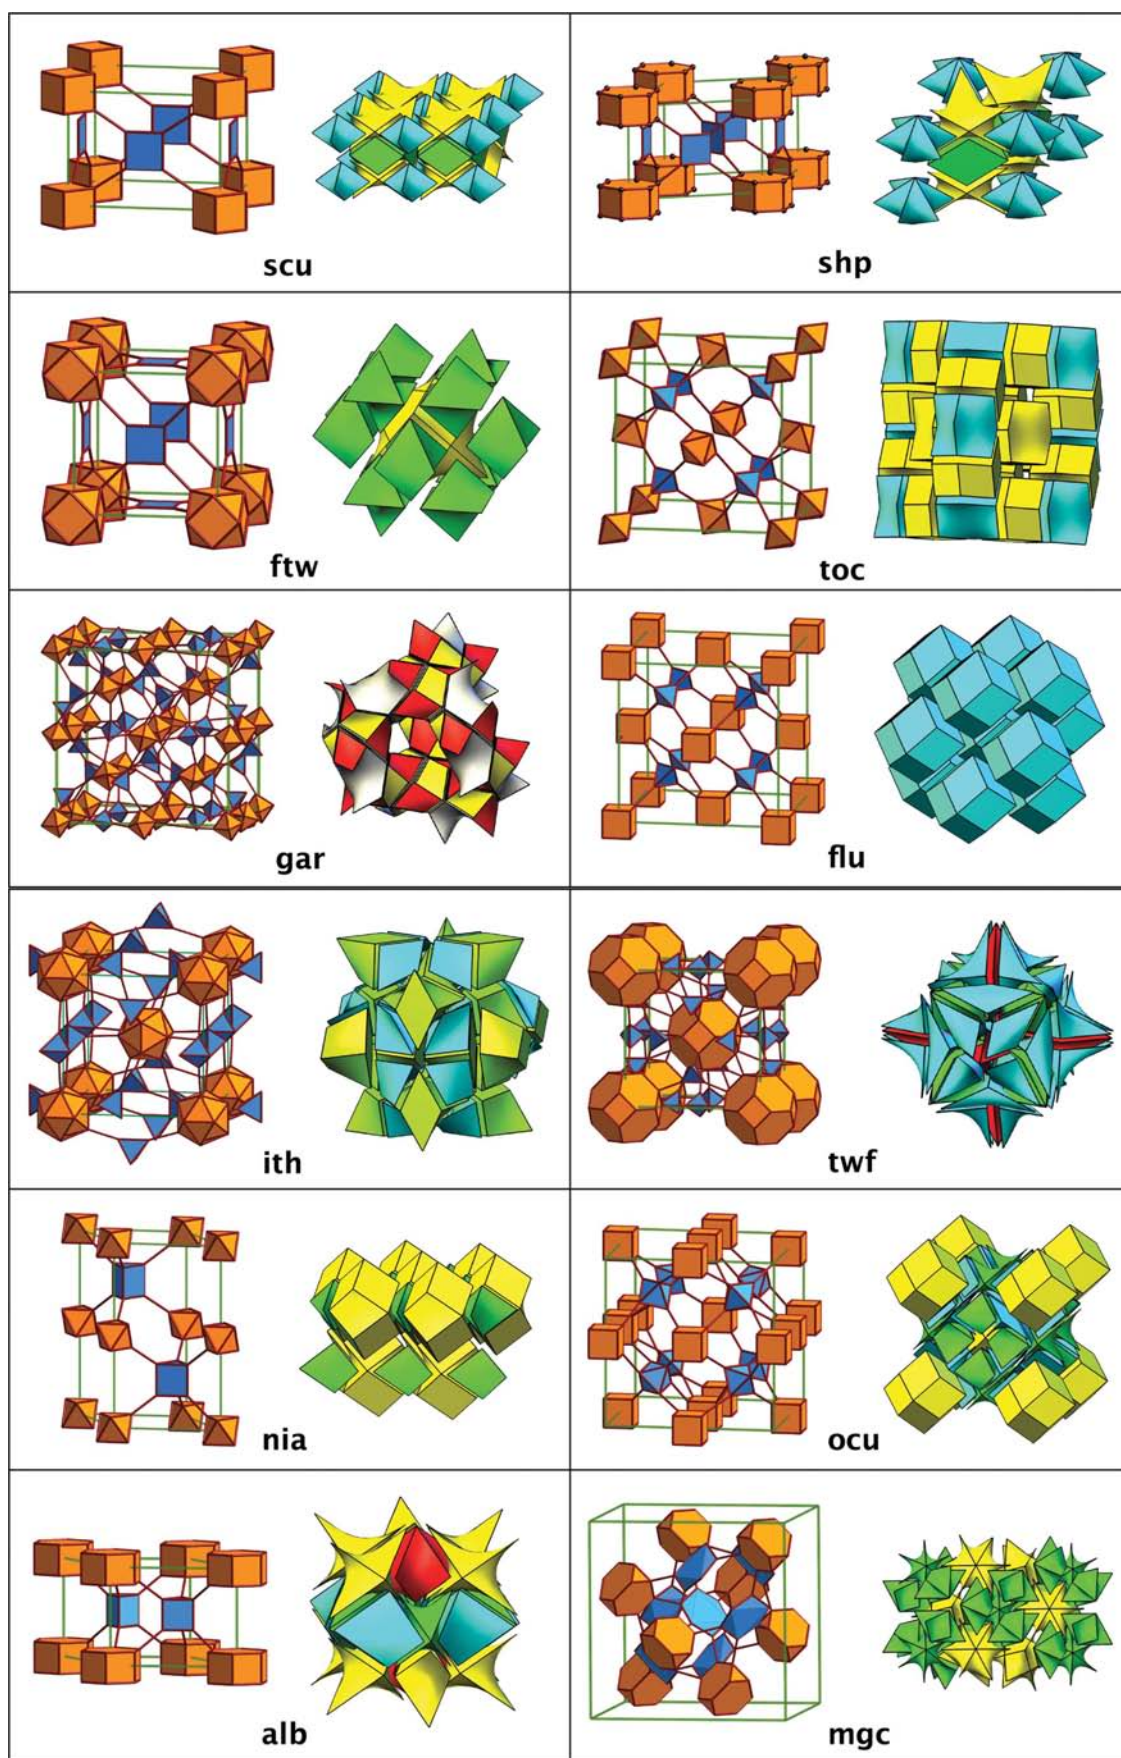 scu
shp
ftw
toc
gar
flu
ith
twf
nia
ocu
alb
mgc